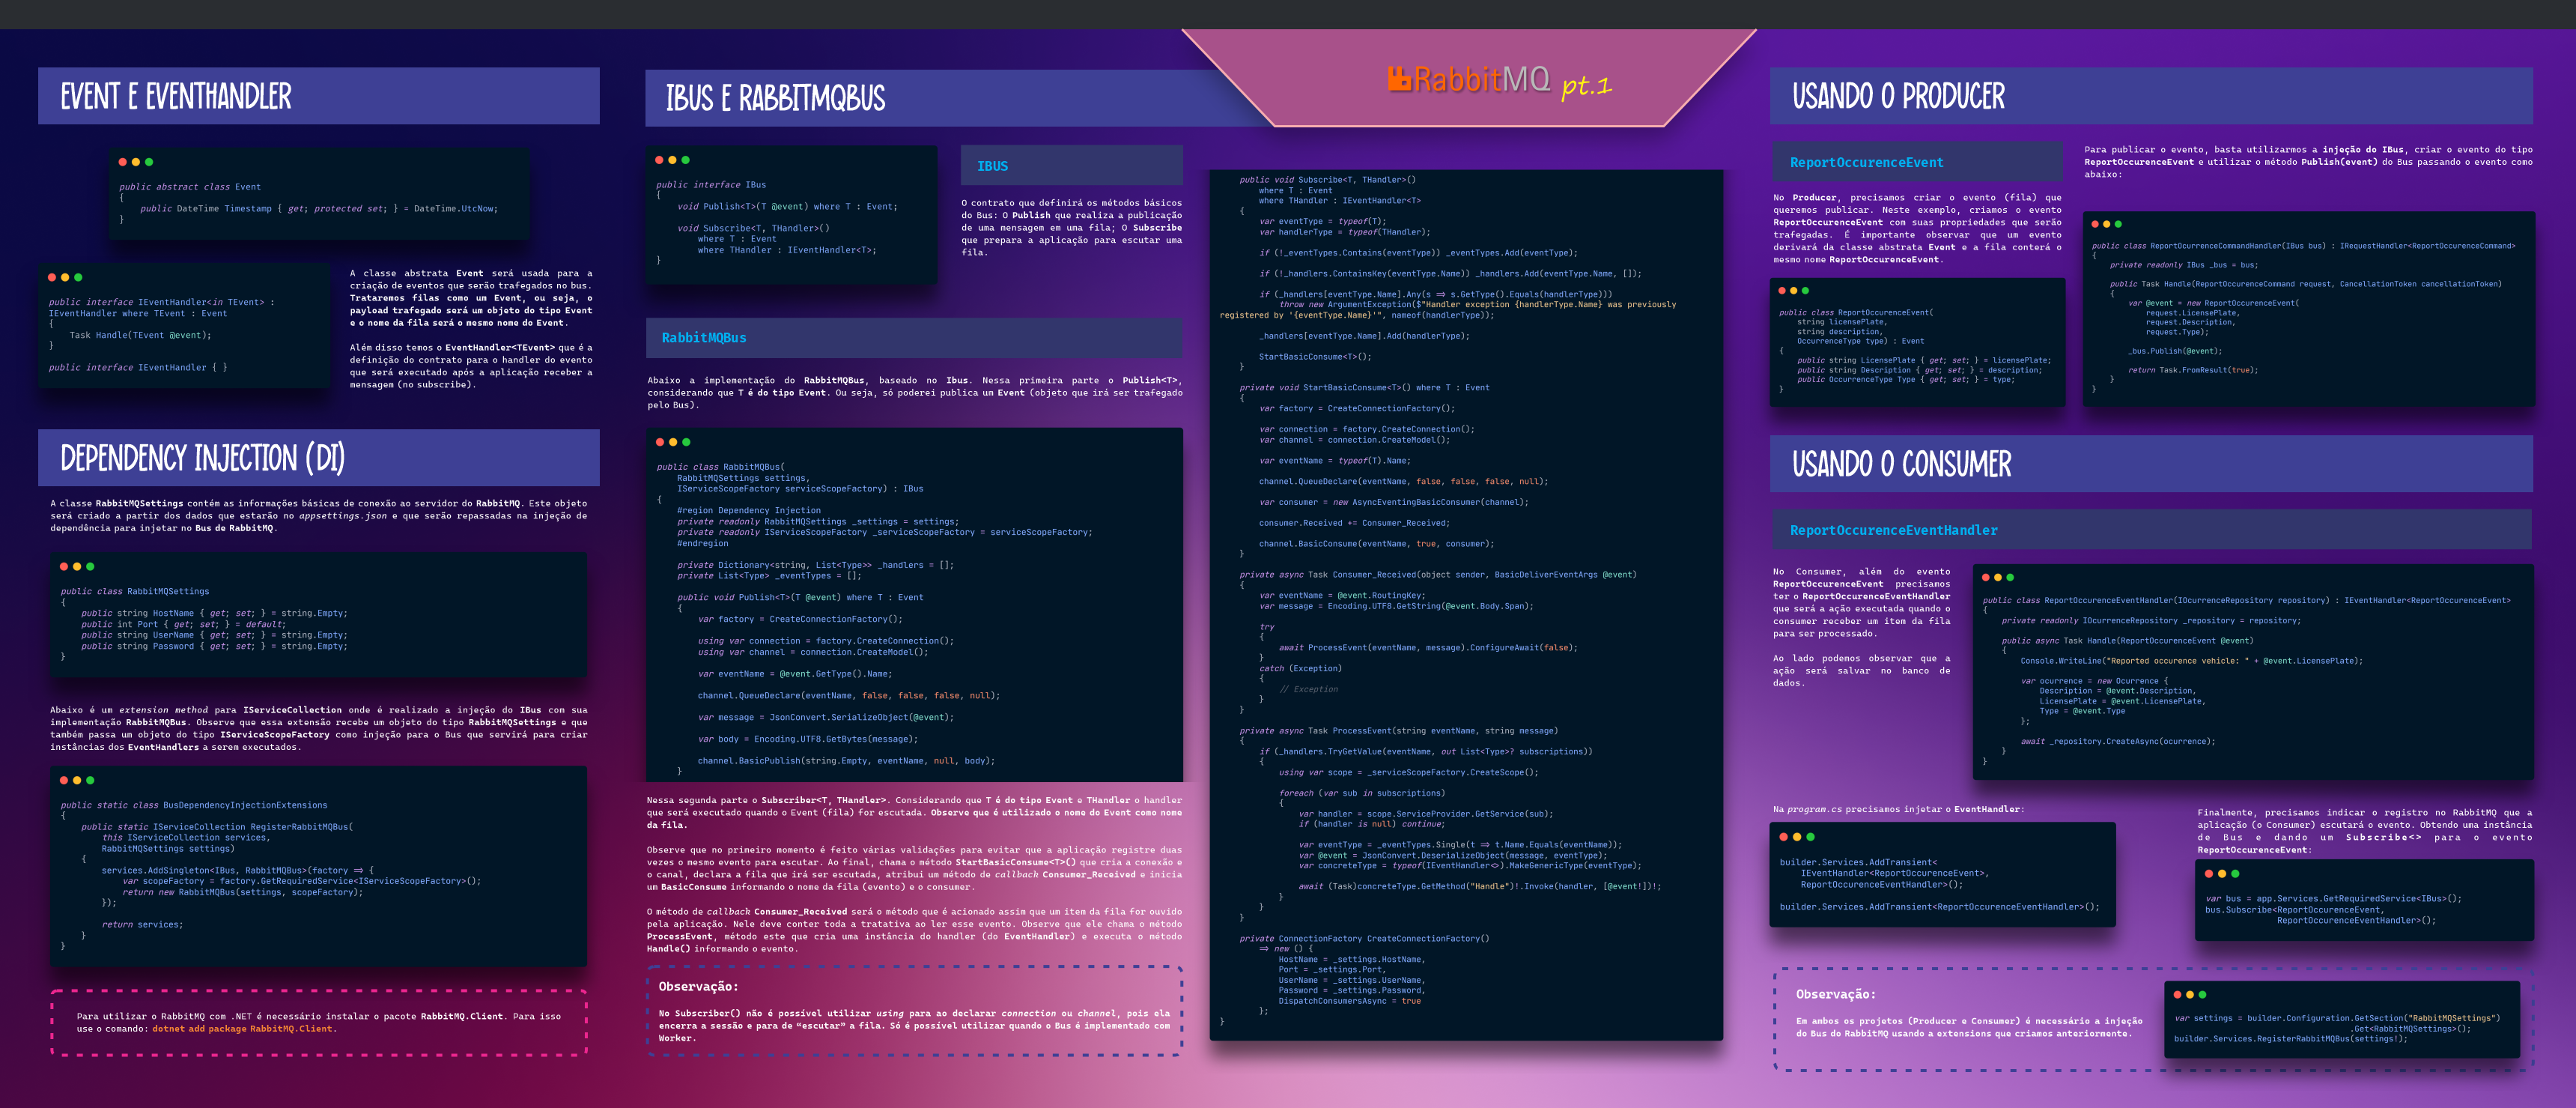 EVENT E EVENTHANDLER
public abstract class Event
{
public DateTime Timestamp { get; protected set; } = DateTime.UtcNow;
}
public interface IEventHandler<in TEvent> :
IEventHandler where TEvent : Event
{
Task Handle(TEvent @event);
}
public interface IEventHandler { }
A classe abstrata Event será usada para a
criação de eventos que serão trafegados no bus.
Trataremos filas como um Event, ou seja, o
payload trafegado será um objeto do tipo Event
e o nome da fila será o mesmo nome do Event.
Além disso temos o EventHandler<TEvent> que é a
definição do contrato para o handler do evento
que será executado após a aplicação receber a
mensagem (no subscribe).
DEPENDENCY INJECTION (DI)
A classe RabbitMQSettings contém as informações básicas de conexão ao servidor do RabbitMQ. Este objeto
será criado a partir dos dados que estarão no appsettings.json e que serão repassadas na injeção de
dependência para injetar no Bus de RabbitMQ.
public class RabbitMQSettings
{
public string HostName { get; set; } = string.Empty;
public int Port { get; set; } = default;
public string UserName { get; set; } = string.Empty;
public string Password { get; set; } = string.Empty;
}
Abaixo é um extension method para IServiceCollection onde é realizado a injeção do IBus com sua
implementação RabbitMQBus. Observe que essa extensão recebe um objeto do tipo RabbitMQSettings e que
também passa um objeto do tipo IServiceScopeFactory como injeção para o Bus que servirá para criar
instâncias dos EventHandlers a serem executados.
public static class BusDependencyInjectionExtensions
{
public static IServiceCollection RegisterRabbitMQBus(
this IServiceCollection services,
RabbitMQSettings settings)
{
services.AddSingleton<IBus, RabbitMQBus>(factory => {
var scopeFactory = factory.GetRequiredService<IServiceScopeFactory>();
return new RabbitMQBus(settings, scopeFactory);
});
return services;
}
}
Para utilizar o RabbitMQ com .NET é necessário instalar o pacote RabbitMQ.Client. Para isso
use o comando: dotnet add package RabbitMQ.Client.
IBUS E RABBITMQBUS
RabbitMQ pt.1
public interface IBus
{
void Publish<T>(T @event) where T : Event;
void Subscribe<T, THandler>()
where T : Event
where THandler : IEventHandler<T>;
}
IBUS
O contrato que definirá os métodos básicos
do Bus: O Publish que realiza a publicação
de uma mensagem em uma fila; O Subscribe
que prepara a aplicação para escutar uma
fila.
RabbitMQBus
Abaixo a implementação do RabbitMQBus, baseado no Ibus. Nessa primeira parte o Publish<T>,
considerando que T é do tipo Event. Ou seja, só poderei publica um Event (objeto que irá ser trafegado
pelo Bus).
public class RabbitMQBus(
RabbitMQSettings settings,
IServiceScopeFactory serviceScopeFactory) : IBus
{
#region Dependency Injection
private readonly RabbitMQSettings _settings = settings;
private readonly IServiceScopeFactory _serviceScopeFactory = serviceScopeFactory;
#endregion
private Dictionary<string, List<Type>> _handlers = [];
private List<Type> _eventTypes = [];
public void Publish<T>(T @event) where T : Event
{
var factory = CreateConnectionFactory();
using var connection = factory.CreateConnection();
using var channel = connection.CreateModel();
var eventName = @event.GetType().Name;
channel.QueueDeclare(eventName, false, false, false, null);
var message = JsonConvert.SerializeObject(@event);
var body = Encoding.UTF8.GetBytes(message);
channel.BasicPublish(string.Empty, eventName, null, body);
}
Nessa segunda parte o Subscriber<T, THandler>. Considerando que T é do tipo Event e THandler o handler
que será executado quando o Event (fila) for escutada. Observe que é utilizado o nome do Event como nome
da fila.
Observe que no primeiro momento é feito várias validações para evitar que a aplicação registre duas
vezes o mesmo evento para escutar. Ao final, chama o método StartBasicConsume<T>() que cria a conexão e
o canal, declara a fila que irá ser escutada, atribui um método de callback Consumer_Received e inicia
um BasicConsume informando o nome da fila (evento) e o consumer.
O método de callback Consumer_Received será o método que é acionado assim que um item da fila for ouvido
pela aplicação. Nele deve conter toda a tratativa ao ler esse evento. Observe que ele chama o método
ProcessEvent, método este que cria uma instância do handler (do EventHandler) e executa o método
Handle() informando o evento.
Observação:
No Subscriber() não é possível utilizar using para ao declarar connection ou channel, pois ela
encerra a sessão e para de “escutar” a fila. Só é possível utilizar quando o Bus é implementado com
Worker.
public void Subscribe<T, THandler>()
where T : Event
where THandler : IEventHandler<T>
{
var eventType = typeof(T);
var handlerType = typeof(THandler);
if (!_eventTypes.Contains(eventType)) _eventTypes.Add(eventType);
if (!_handlers.ContainsKey(eventType.Name)) _handlers.Add(eventType.Name, []);
if (_handlers[eventType.Name].Any(s => s.GetType().Equals(handlerType)))
throw new ArgumentException($"Handler exception {handlerType.Name} was previously
registered by '{eventType.Name}'", nameof(handlerType));
_handlers[eventType.Name].Add(handlerType);
StartBasicConsume<T>();
}
private void StartBasicConsume<T>() where T : Event
{
var factory = CreateConnectionFactory();
var connection = factory.CreateConnection();
var channel = connection.CreateModel();
var eventName = typeof(T).Name;
channel.QueueDeclare(eventName, false, false, false, null);
var consumer = new AsyncEventingBasicConsumer(channel);
consumer.Received += Consumer_Received;
channel.BasicConsume(eventName, true, consumer);
}
private async Task Consumer_Received(object sender, BasicDeliverEventArgs @event)
{
var eventName = @event.RoutingKey;
var message = Encoding.UTF8.GetString(@event.Body.Span);
try
{
await ProcessEvent(eventName, message).ConfigureAwait(false);
}
catch (Exception)
{
// Exception
}
}
private async Task ProcessEvent(string eventName, string message)
{
if (_handlers.TryGetValue(eventName, out List<Type>? subscriptions))
{
using var scope = _serviceScopeFactory.CreateScope();
foreach (var sub in subscriptions)
{
var handler = scope.ServiceProvider.GetService(sub);
if (handler is null) continue;
var eventType = _eventTypes.Single(t => t.Name.Equals(eventName));
var @event = JsonConvert.DeserializeObject(message, eventType);
var concreteType = typeof(IEventHandler<>).MakeGenericType(eventType);
await (Task)concreteType.GetMethod("Handle")!.Invoke(handler, [@event!])!;
}
}
}
private ConnectionFactory CreateConnectionFactory()
=> new () {
HostName = _settings.HostName,
Port = _settings.Port,
UserName = _settings.UserName,
Password = _settings.Password,
DispatchConsumersAsync = true
};
}
USANDO O PRODUCER
ReportOccurenceEvent
No Producer, precisamos criar o evento (fila) que
queremos publicar. Neste exemplo, criamos o evento
ReportOccurenceEvent com suas propriedades que serão
trafegadas. É importante observar que um evento
derivará da classe abstrata Event e a fila conterá o
mesmo nome ReportOccurenceEvent.
public class ReportOccurenceEvent(
string licensePlate,
string description,
OccurenceType type) : Event
{
public string LicensePlate { get; set; } = licensePlate;
public string Description { get; set; } = description;
public OccurenceType Type { get; set; } = type;
}
Para publicar o evento, basta utilizarmos a injeção do IBus, criar o evento do tipo
ReportOccurenceEvent e utilizar o método Publish(event) do Bus passando o evento como
abaixo:
public class ReportOcurrenceCommandHandler(IBus bus) : IRequestHandler<ReportOccurenceCommand>
{
private readonly IBus _bus = bus;
public Task Handle(ReportOccurenceCommand request, CancellationToken cancellationToken)
{
var @event = new ReportOccurenceEvent(
request.LicensePlate,
request.Description,
request.Type);
_bus.Publish(@event);
return Task.FromResult(true);
}
}
USANDO O CONSUMER
ReportOccurenceEventHandler
No Consumer, além do evento
ReportOccurenceEvent precisamos
ter o ReportOccurenceEventHandler
que será a ação executada quando o
consumer receber um item da fila
para ser processado.
Ao lado podemos observar que a
ação será salvar no banco de
dados.
public class ReportOccurenceEventHandler(IOcurrenceRepository repository) : IEventHandler<ReportOccurenceEvent>
{
private readonly IOcurrenceRepository _repository = repository;
public async Task Handle(ReportOccurenceEvent @event)
{
Console.WriteLine("Reported occurence vehicle: " + @event.LicensePlate);
var ocurrence = new Ocurrence {
Description = @event.Description,
LicensePlate = @event.LicensePlate,
Type = @event.Type
};
await _repository.CreateAsync(ocurrence);
}
}
Na program.cs precisamos injetar o EventHandler:
builder.Services.AddTransient<
IEventHandler<ReportOccurenceEvent>,
ReportOccurenceEventHandler>();
builder.Services.AddTransient<ReportOccurenceEventHandler>();
Finalmente, precisamos indicar o registro no RabbitMQ que a
aplicação (o Consumer) escutará o evento. Obtendo uma instância
de Bus e dando um Subscribe<> para o evento
ReportOccurenceEvent:
var bus = app.Services.GetRequiredService<IBus>();
bus.Subscribe<ReportOccurenceEvent,
ReportOccurenceEventHandler>();
Observação:
Em ambos os projetos (Producer e Consumer) é necessário a injeção
do Bus do RabbitMQ usando a extensions que criamos anteriormente.
var settings = builder.Configuration.GetSection("RabbitMQSettings")
.Get<RabbitMQSettings>();
builder.Services.RegisterRabbitMQBus(settings!);